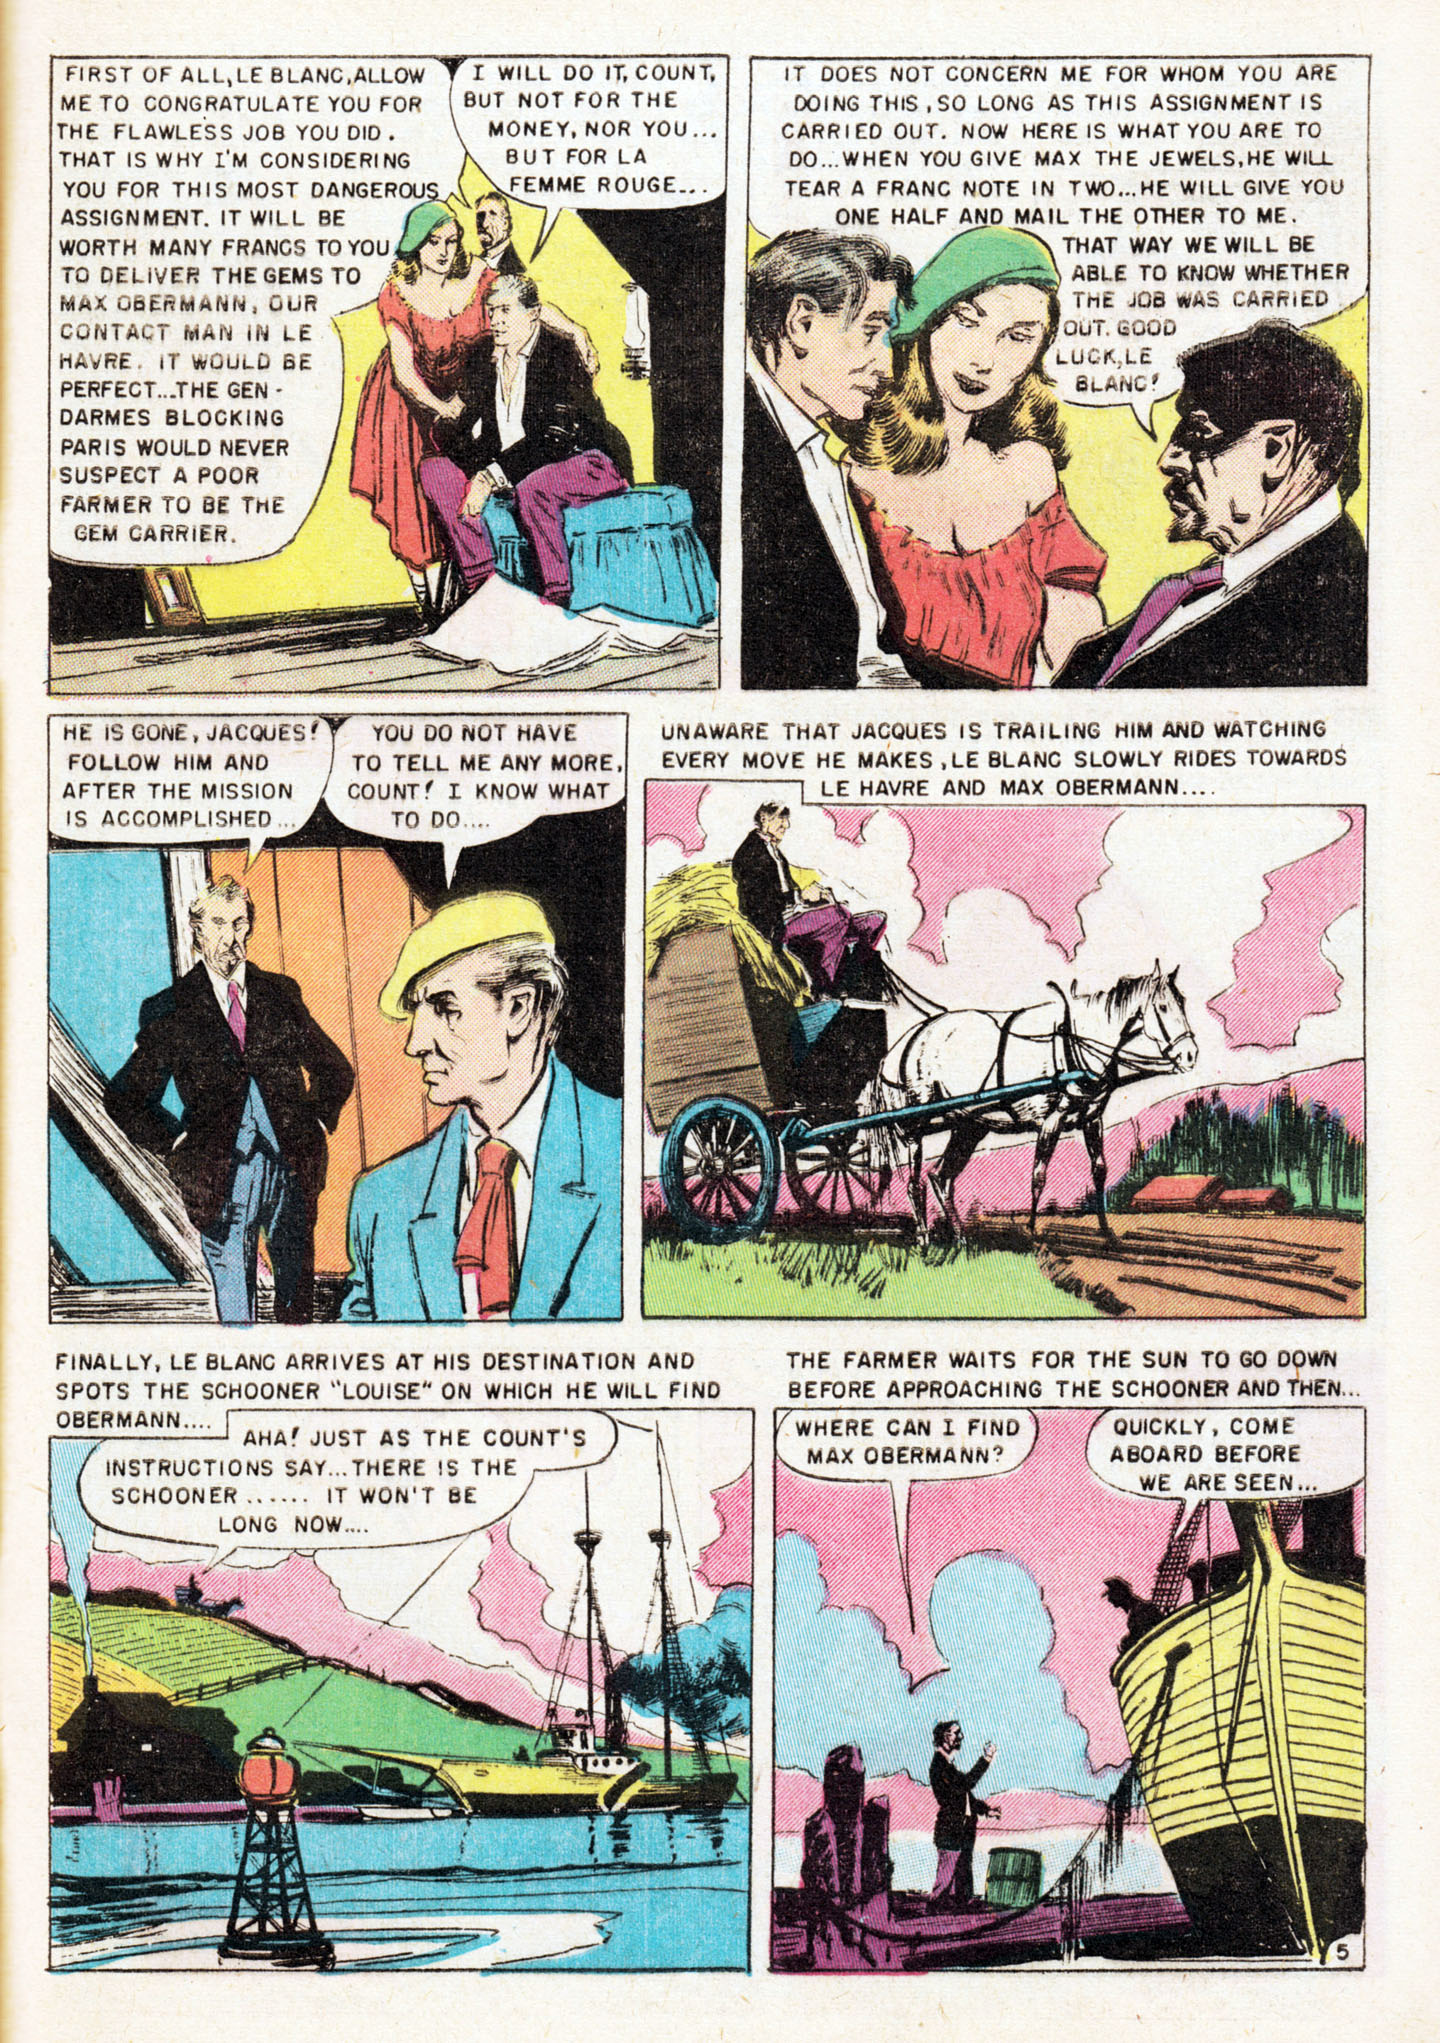 FIRST OF ALL, LE BLANC, ALLOW
ME TO CONGRATULATE YOU FOR
THE FLAWLESS JOB YOU DID.
THAT IS WHY I'M CONSIDERING
YOU FOR THIS MOST DANGEROUS
ASSIGNMENT. IT WILL BE
WORTH MANY FRANCS TO YOU
TO DELIVER THE GEMS TO
MAX OBERMANN, OUR
CONTACT MAN IN LE
HAVRE. IT WOULD BE
PERFECT...THE GEN-
DARMES BLOCKING
PARIS WOULD NEVER
SUSPECT A POOR
FARMER TO BE THE
GEM CARRIER.
I WILL DO IT, COUNT,
BUT NOT FOR THE
MONEY, NOR YOU...
BUT FOR LA
FEMME ROUGE....
IT DOES NOT CONCERN ME FOR WHOM YOU ARE
DOING THIS, SO LONG AS THIS ASSIGNMENT IS
CARRIED OUT. NOW HERE IS WHAT YOU ARE TO
DO...WHEN YOU GIVE MAX THE JEWELS, HE WILL
TEAR A FRANC NOTE IN TWO...HE WILL GIVE YOU
ONE HALF AND MAIL THE OTHER TO ME.
THAT WAY WE WILL BE
ABLE TO KNOW WHETHER
THE JOB WAS CARRIED
OUT. GOOD
LUCK, LE
BLANC!
HE IS GONE, JACQUES!
FOLLOW HIM AND
AFTER THE MISSION
IS ACCOMPLISHED...
YOU DO NOT HAVE
TO TELL ME ANY MORE,
COUNT! I KNOW WHAT
TO DO....
UNAWARE THAT JACQUES IS TRAILING HIM AND WATCHING
EVERY MOVE HE MAKES, LE BLANC SLOWLY RIDES TOWARDS
LE HAVRE AND MAX OBERMANN....
FINALLY, LE BLANC ARRIVES AT HIS DESTINATION AND
SPOTS THE SCHOONER "LOUISE" ON WHICH HE WILL FIND
OBERMANN....
AHA! JUST AS THE COUNT'S
INSTRUCTIONS SAY...THERE IS THE
SCHOONER ...... IT WON'T BE
LONG NOW....
THE FARMER WAITS FOR THE SUN TO GO DOWN
BEFORE APPROACHING THE SCHOONER AND THEN...
WHERE CAN I FIND
MAX OBERMANN?
QUICKLY, COME
ABOARD BEFORE
WE ARE SEEN...
5